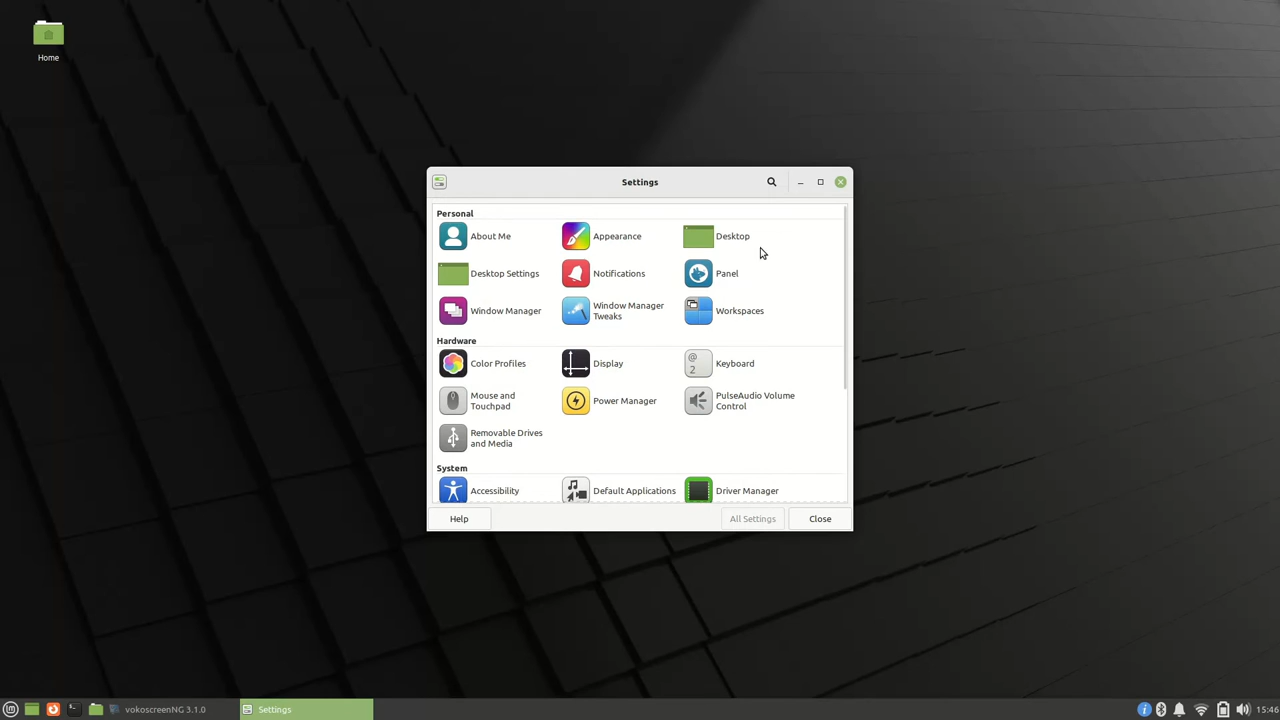 Home
Settings
Personal
About Me
Appearance
Desktop
Desktop Settings
Notifications
Panel
Window Manager
Window Manager
Tweaks
Workspaces
Hardware
Color Profiles
Display
Keyboard
@
2
Mouse and
Touchpad
Power Manager
PulseAudio Volume
Control
Removable Drives
and Media
System
Accessibility
Default Applications
Driver Manager
Help
All Settings
Close
vokoscreenNG 3.1.0
Settings
15:46